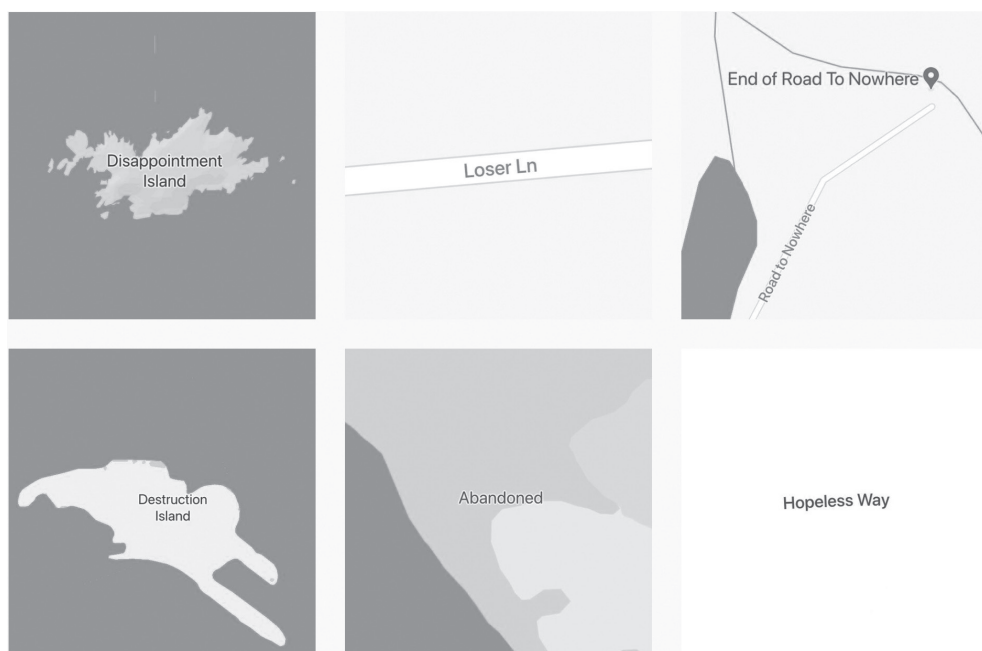 Disappointment
Island
Loser Ln
End of Road To Nowhere
Road to Nowhere
Destruction
Island
Abandoned
Hopeless Way